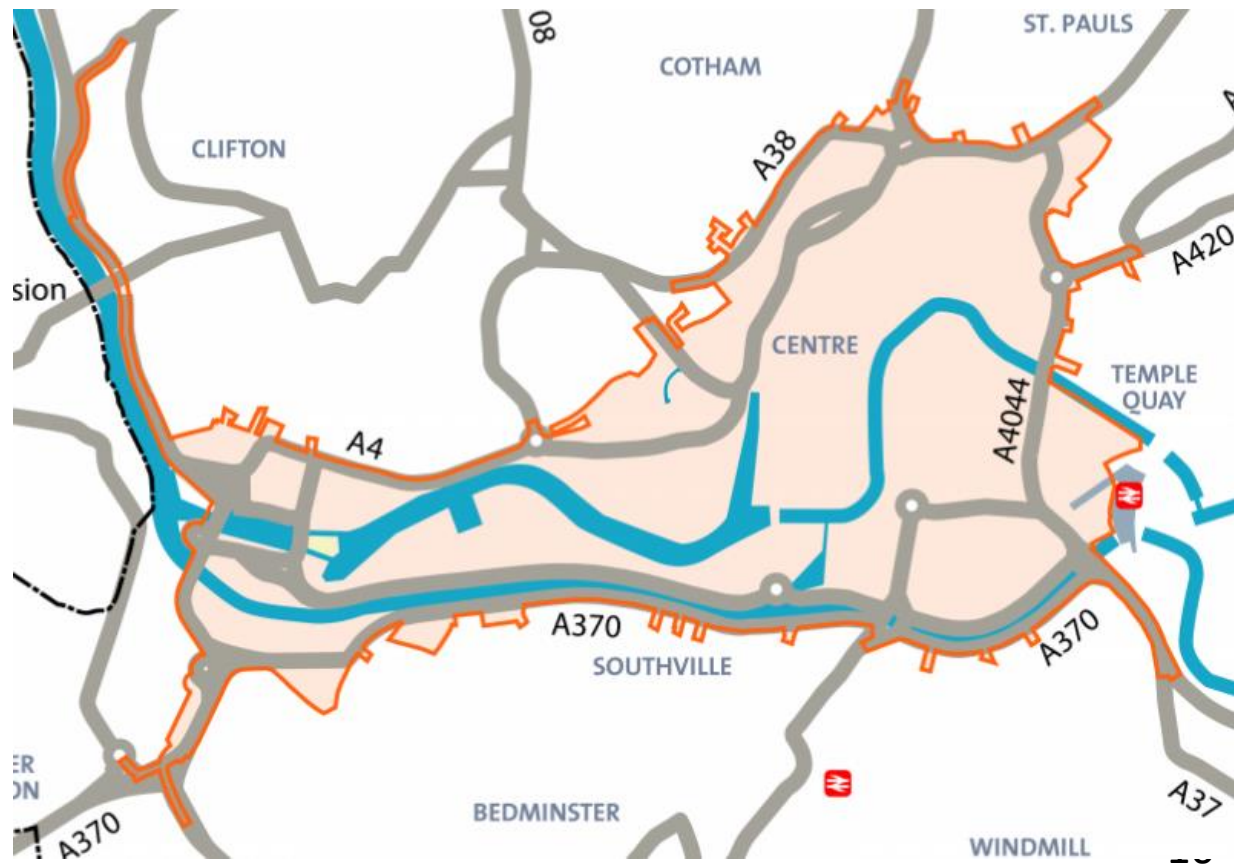 ST. PAULS
COTHAM
CLIFTON
A38
A420
sion
CENTRE
TEMPLE
QUAY
A4044
A4
A370
SOUTHVILLE
A370
BEDMINSTER
A37
WINDMILL
A370
ER
ON